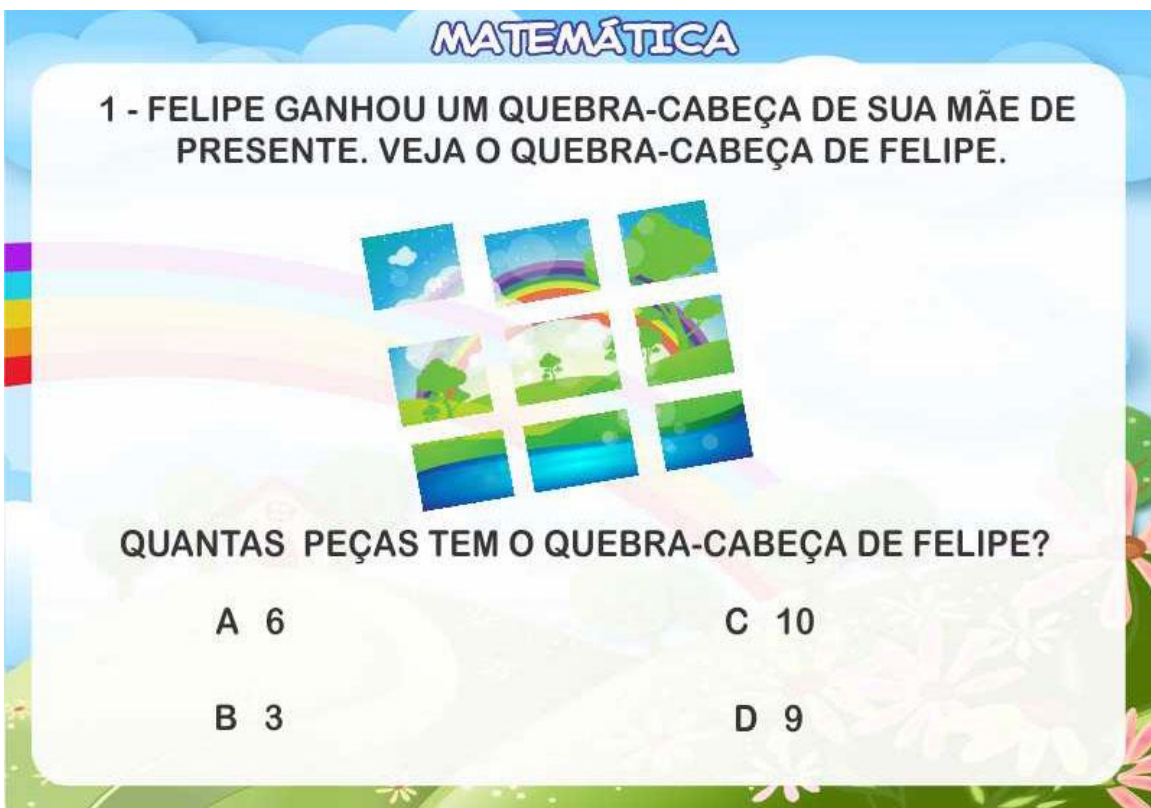 MATEMÁTICA
1 - FELIPE GANHOU UM QUEBRA-CABEÇA DE SUA MÃE DE
PRESENTE. VEJA O QUEBRA-CABEÇA DE FELIPE.
QUANTAS PEÇAS TEM O QUEBRA-CABEÇA DE FELIPE?
A 6
C 10
B 3
D 9